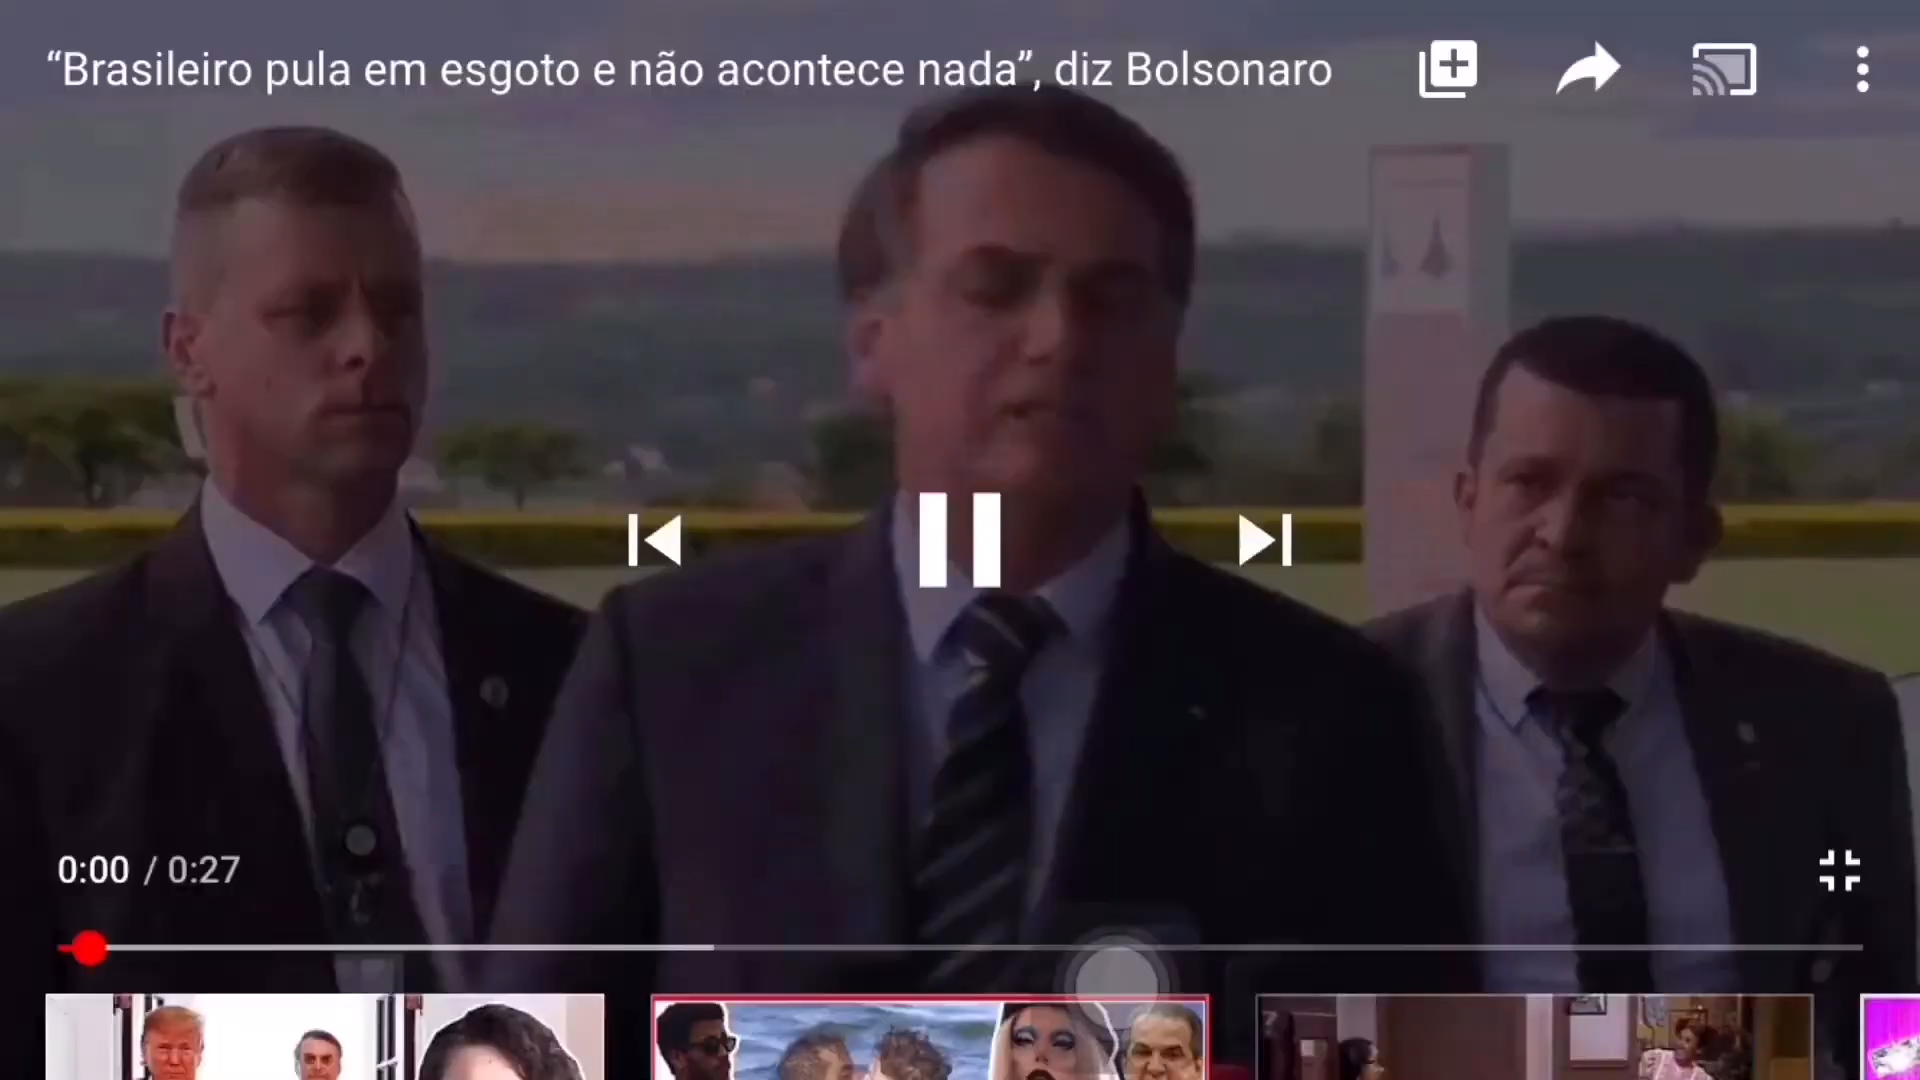 “Brasileiro pula em esgoto e não acontece nada”, diz Bolsonaro
0:00 / 0:27